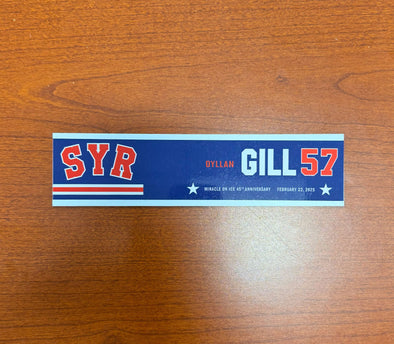 SYR
DYLLAN GILL 57
MIRACLE ON ICE 45TH ANNIVERSARY FEBRUARY 22, 2025